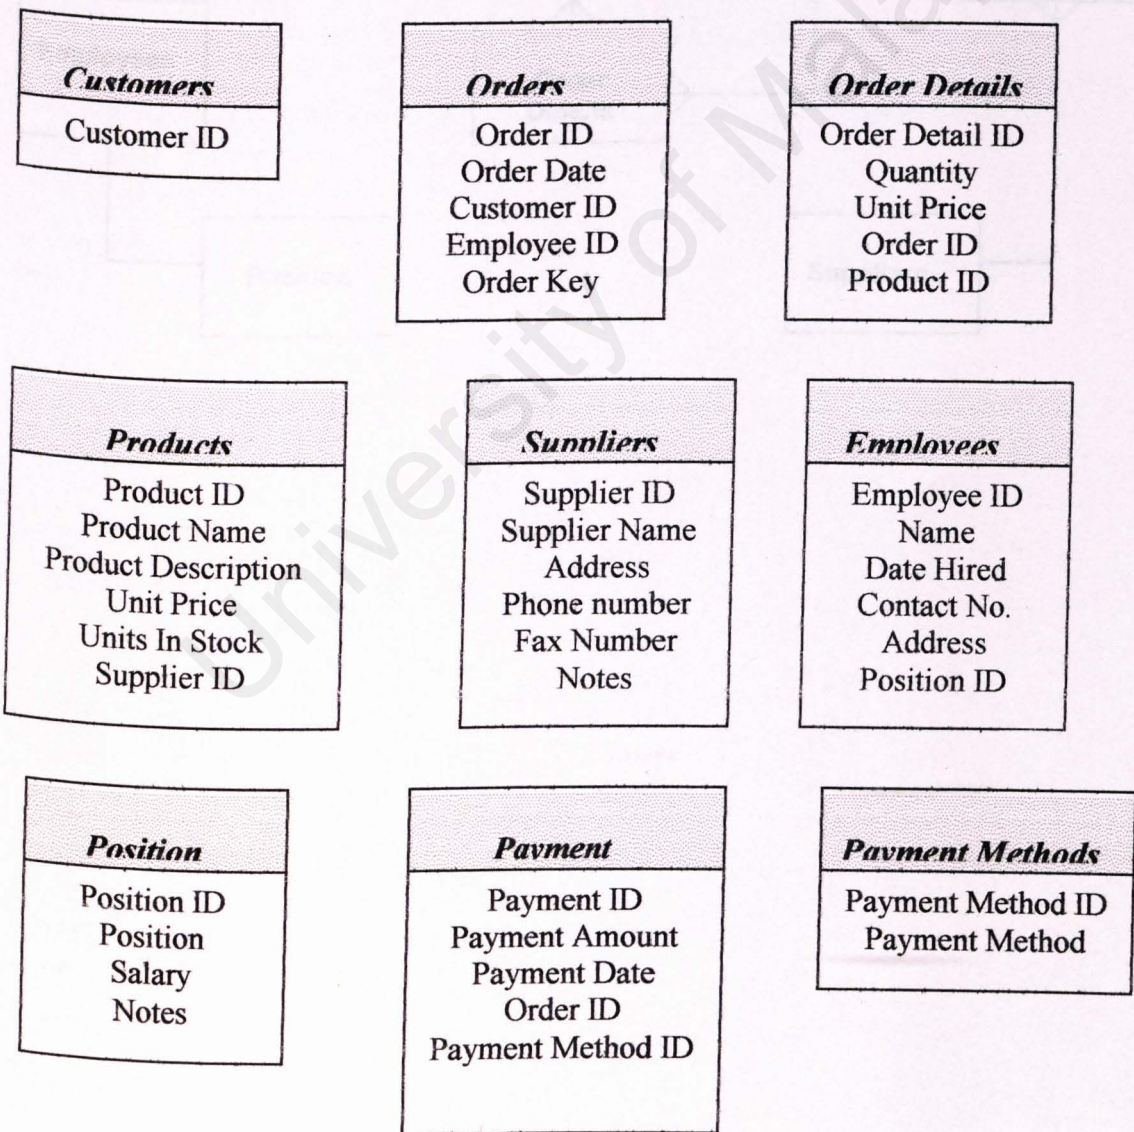 Customers
Customer ID
Orders
Order ID
Order Date
Customer ID
Employee ID
Order Key
Order Details
Order Detail ID
Quantity
Unit Price
Order ID
Product ID
Products
Product ID
Product Name
Product Description
Unit Price
Units In Stock
Supplier ID
Suppliers
Supplier ID
Supplier Name
Address
Phone number
Fax Number
Notes
Employees
Employee ID
Name
Date Hired
Contact No.
Address
Position ID
Position
Position ID
Position
Salary
Notes
Payment
Payment ID
Payment Amount
Payment Date
Order ID
Payment Method ID
Payment Methods
Payment Method ID
Payment Method
University of Mala